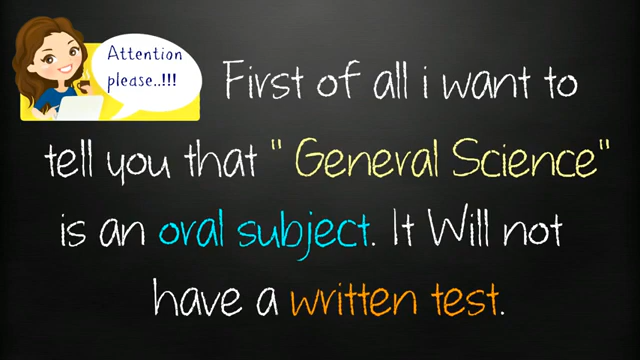 Attention
please..!!!
First of all i want to
tell you that " General Science"
is an oral subject. It Will not
have a written test.